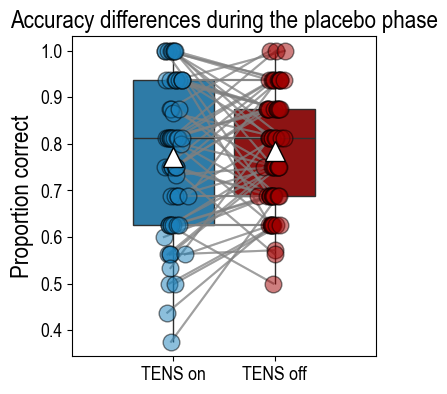 Accuracy differences during the placebo phase
Proportion correct
1.0
0.9
0.8
0.7
0.6
0.5
0.4
TENS on
TENS off